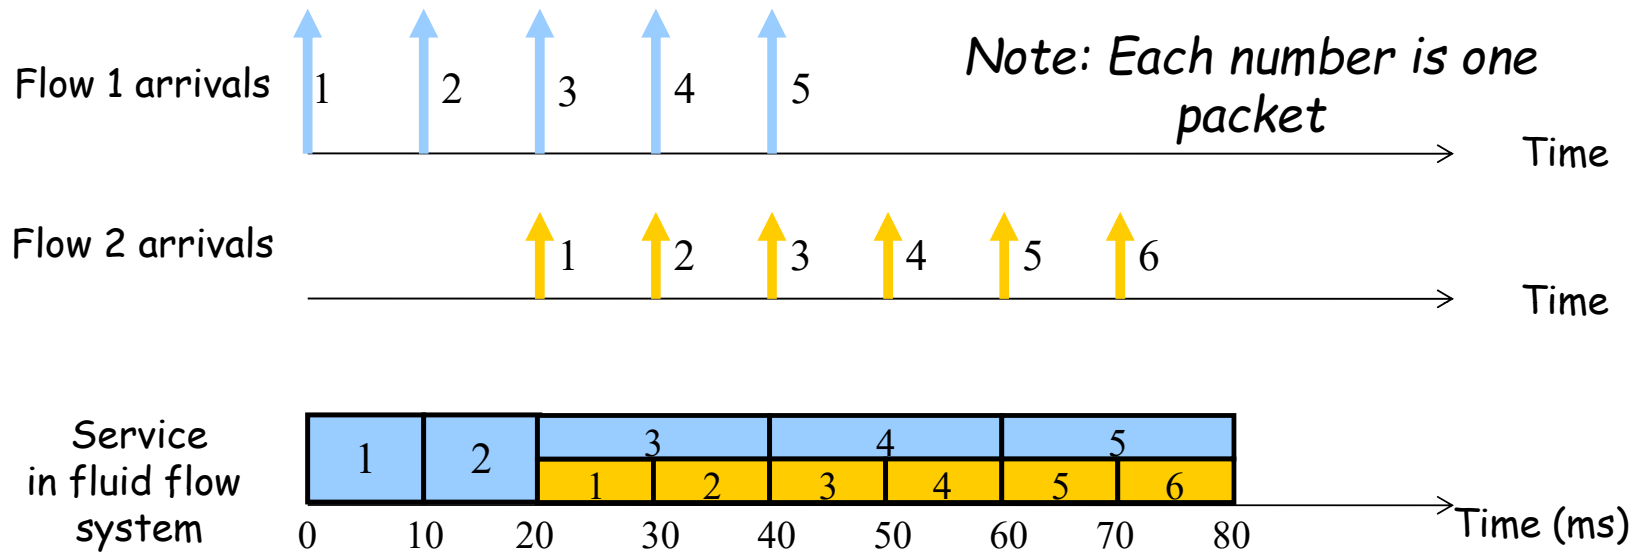 Note: Each number is one
packet
Flow 1 arrivals
1 2 3 4 5
Time
Flow 2 arrivals
1 2 3 4 5 6
Time
Service
in fluid flow
system
1 2 3 4 5
1 2 3 4 5 6
0 10 20 30 40 50 60 70 80
Time (ms)